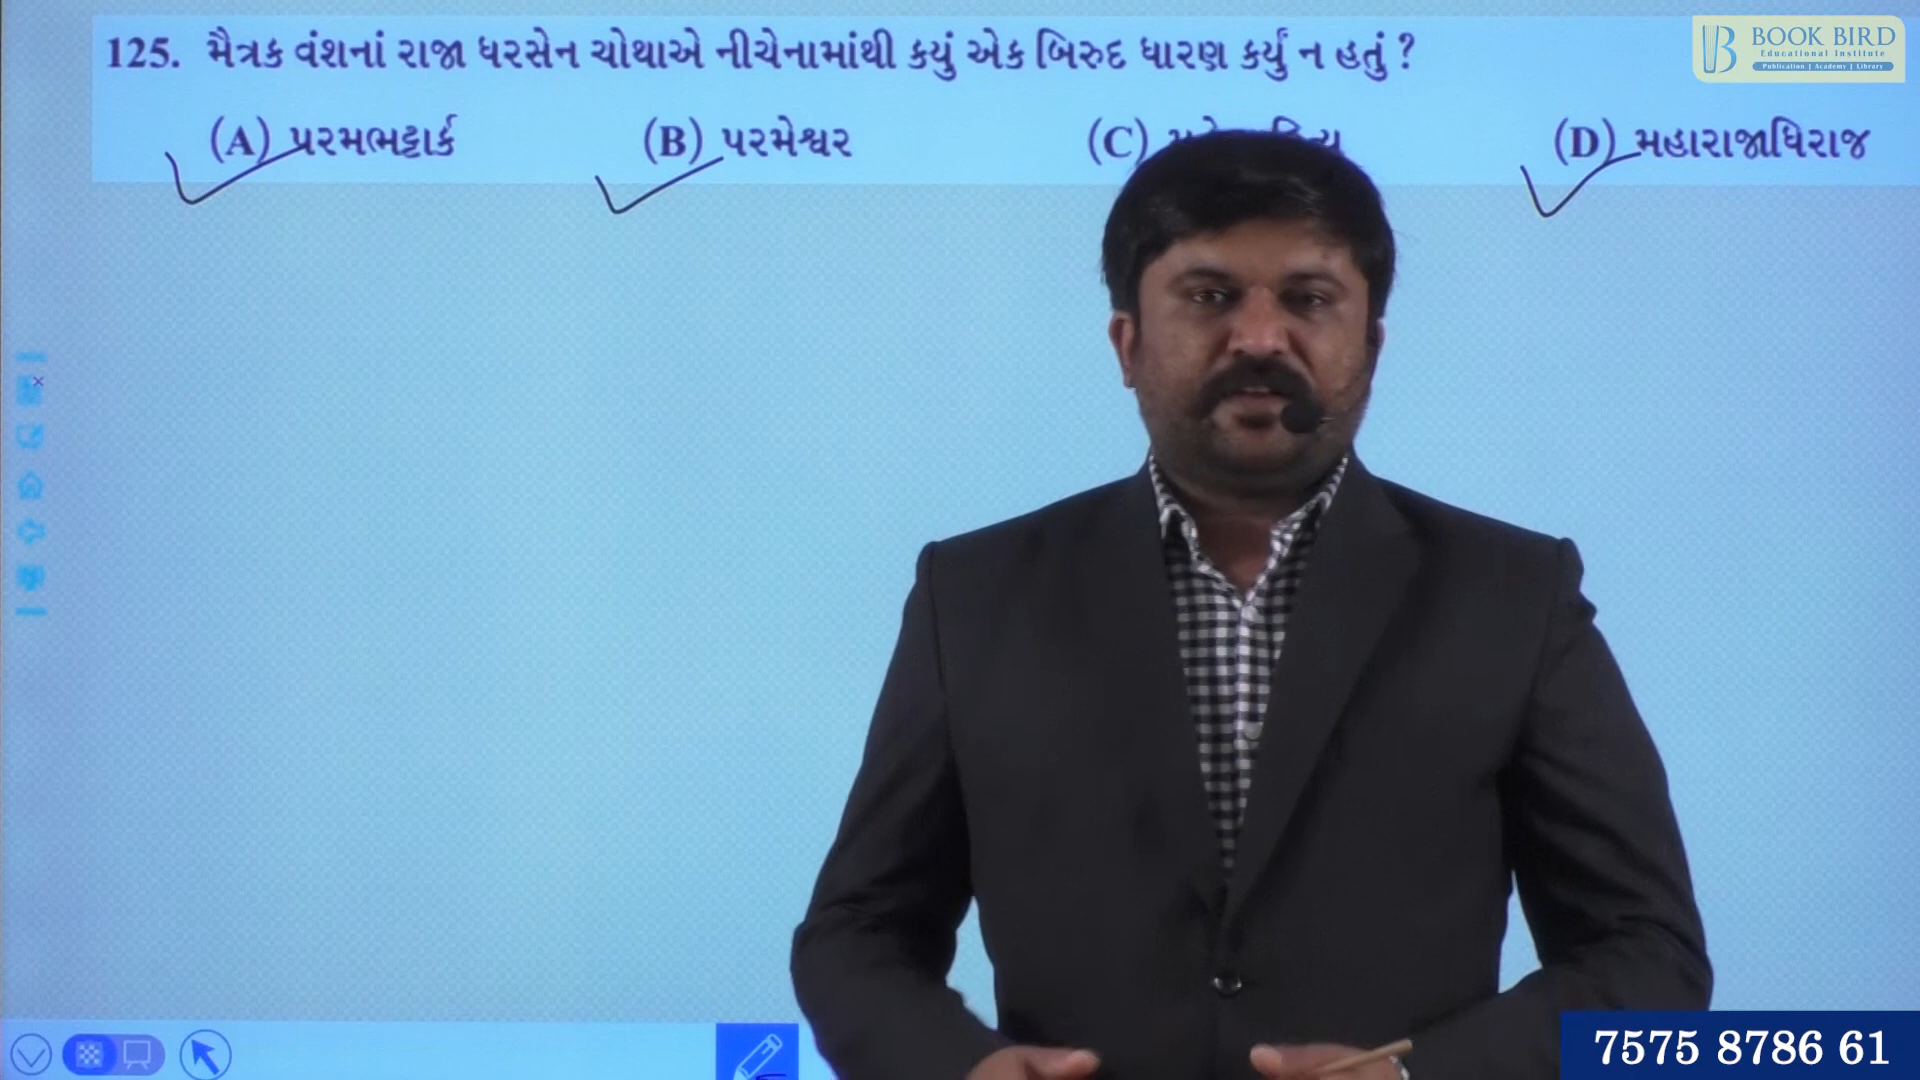 125. મૈત્રક વંશનાં રાજા ધરસેન ચોથાએ નીચેનામાંથી કયું એક બિરુદ ધારણ કર્યું ન હતું ?
(A) પરમભટ્ટાર્ક (B) પરમેશ્વર (C) (D) મહારાજાધિરાજ
BOOK BIRD
Educational Institute
Publication | Academy | Library
7575 8786 61